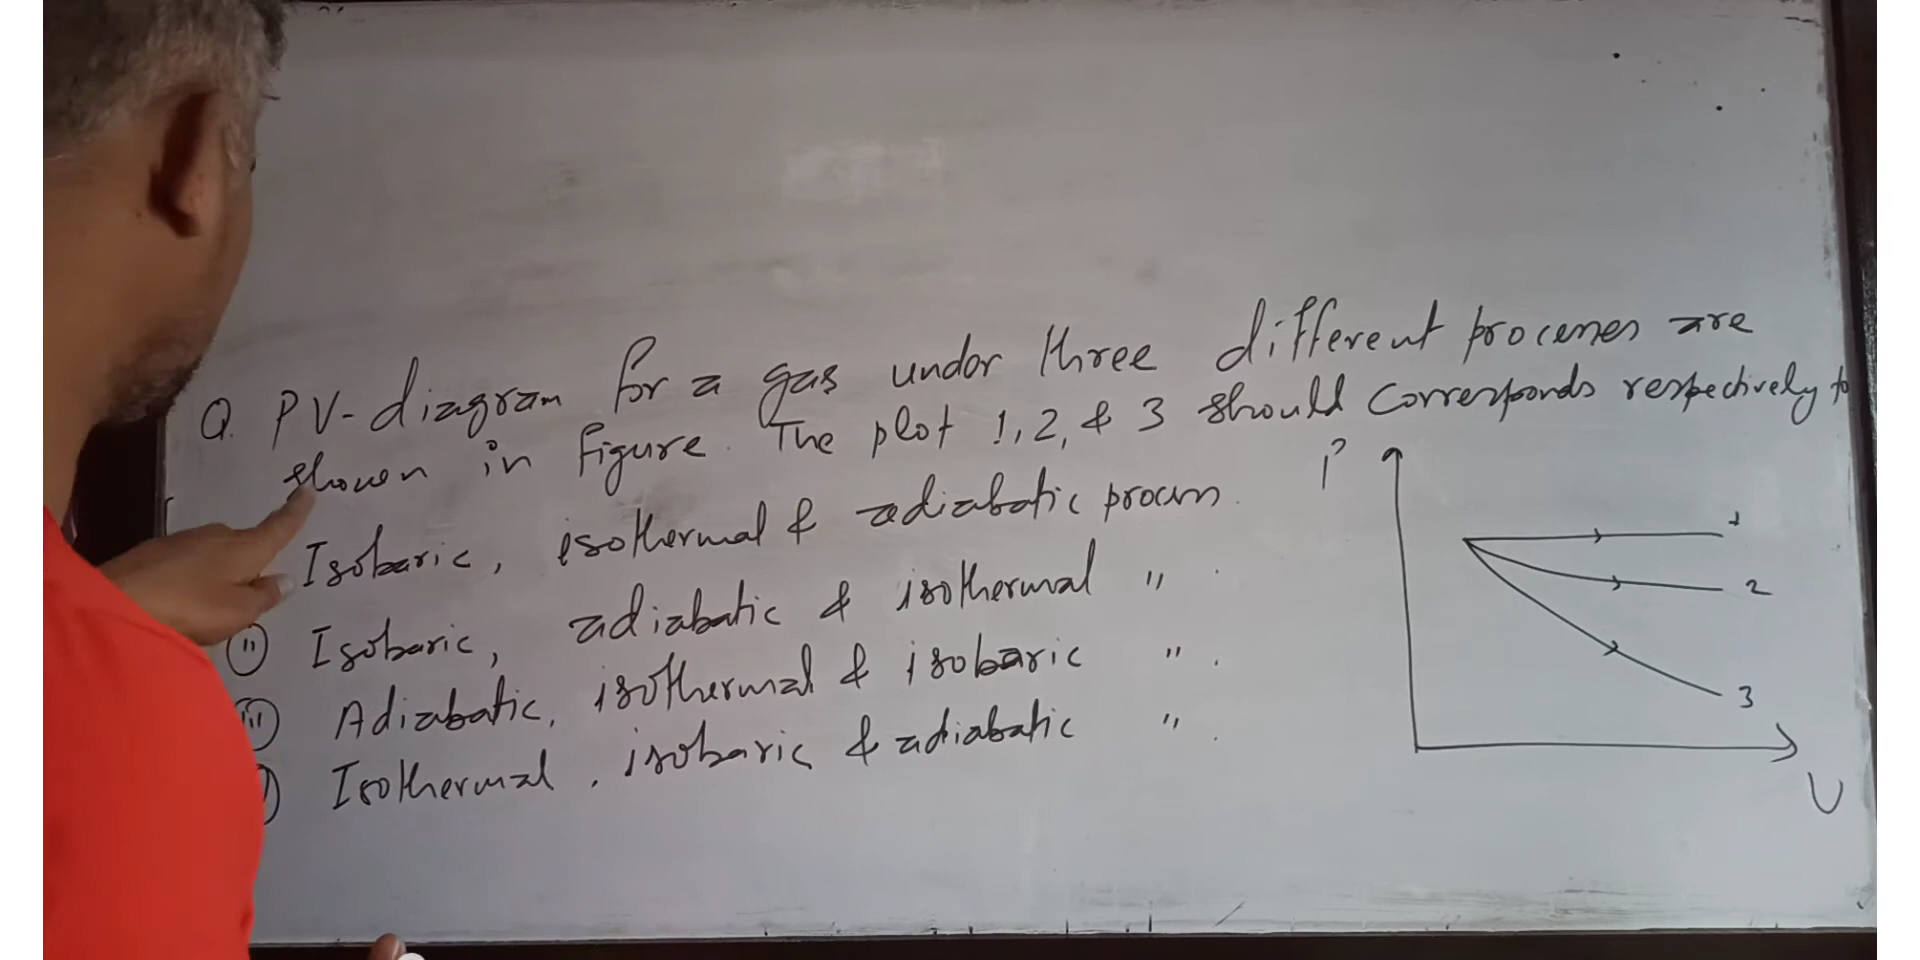 Q. PV-diagram for a gas under three different processes are
shown in figure. The plot 1, 2, & 3 should corresponds respectively to
Isobaric, isothermal & adiabatic process.
(ii) Isobaric, adiabatic & isothermal " .
(iii) Adiabatic, isothermal & isobaric " .
Isothermal, isobaric & adiabatic " .
P
1
2
3
V